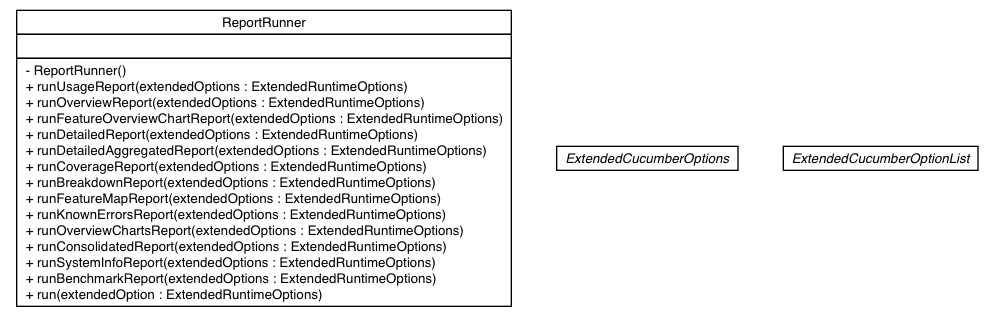 ReportRunner
- ReportRunner()
+ runUsageReport(extendedOptions : ExtendedRuntimeOptions)
+ runOverviewReport(extendedOptions : ExtendedRuntimeOptions)
+ runFeatureOverviewChartReport(extendedOptions : ExtendedRuntimeOptions)
+ runDetailedReport(extendedOptions : ExtendedRuntimeOptions)
+ runDetailedAggregatedReport(extendedOptions : ExtendedRuntimeOptions)
+ runCoverageReport(extendedOptions : ExtendedRuntimeOptions)
+ runBreakdownReport(extendedOptions : ExtendedRuntimeOptions)
+ runFeatureMapReport(extendedOptions : ExtendedRuntimeOptions)
+ runKnownErrorsReport(extendedOptions : ExtendedRuntimeOptions)
+ runOverviewChartsReport(extendedOptions : ExtendedRuntimeOptions)
+ runConsolidatedReport(extendedOptions : ExtendedRuntimeOptions)
+ runSystemInfoReport(extendedOptions : ExtendedRuntimeOptions)
+ runBenchmarkReport(extendedOptions : ExtendedRuntimeOptions)
+ run(extendedOption : ExtendedRuntimeOptions)
ExtendedCucumberOptions
ExtendedCucumberOptionList